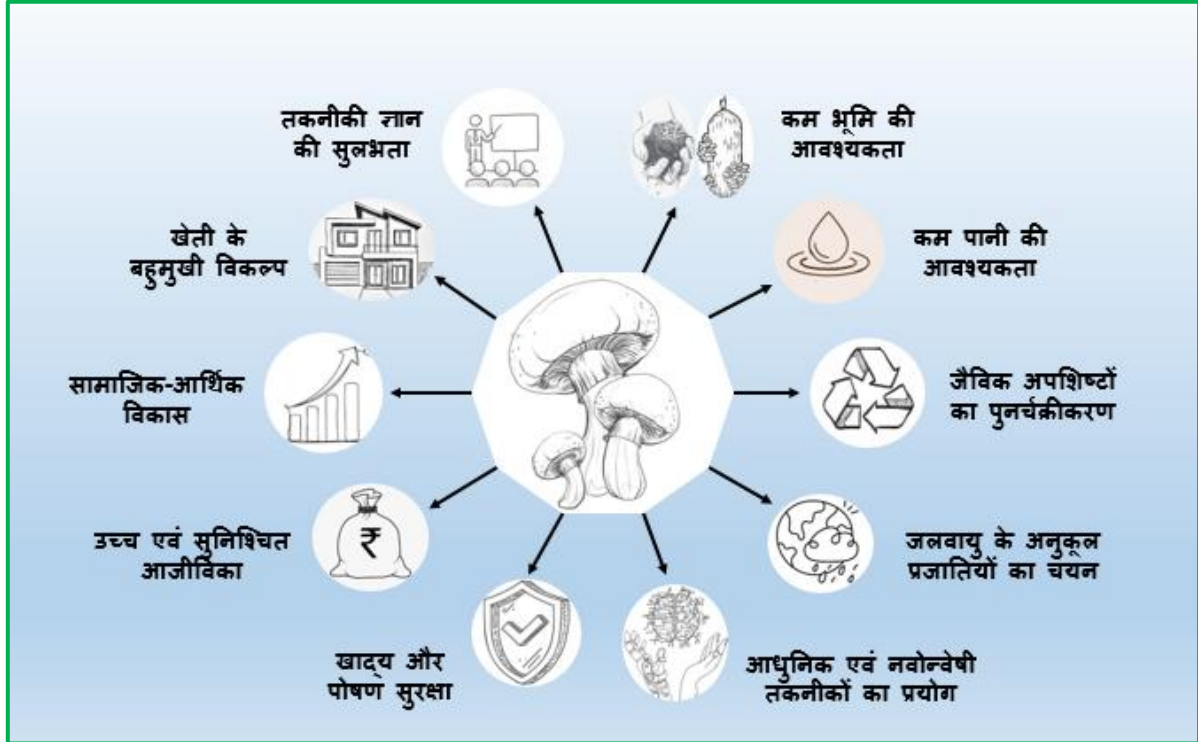 तकनीकी ज्ञान
की सुलभता
कम भूमि की
आवश्यकता
खेती के
बहुमुखी विकल्प
कम पानी की
आवश्यकता
सामाजिक-आर्थिक
विकास
जैविक अपशिष्टों
का पुनर्चक्रीकरण
उच्च एवं सुनिश्चित
आजीविका
₹
जलवायु के अनुकूल
प्रजातियों का चयन
खाद्य और
पोषण सुरक्षा
आधुनिक एवं नवोन्वेषी
तकनीकों का प्रयोग